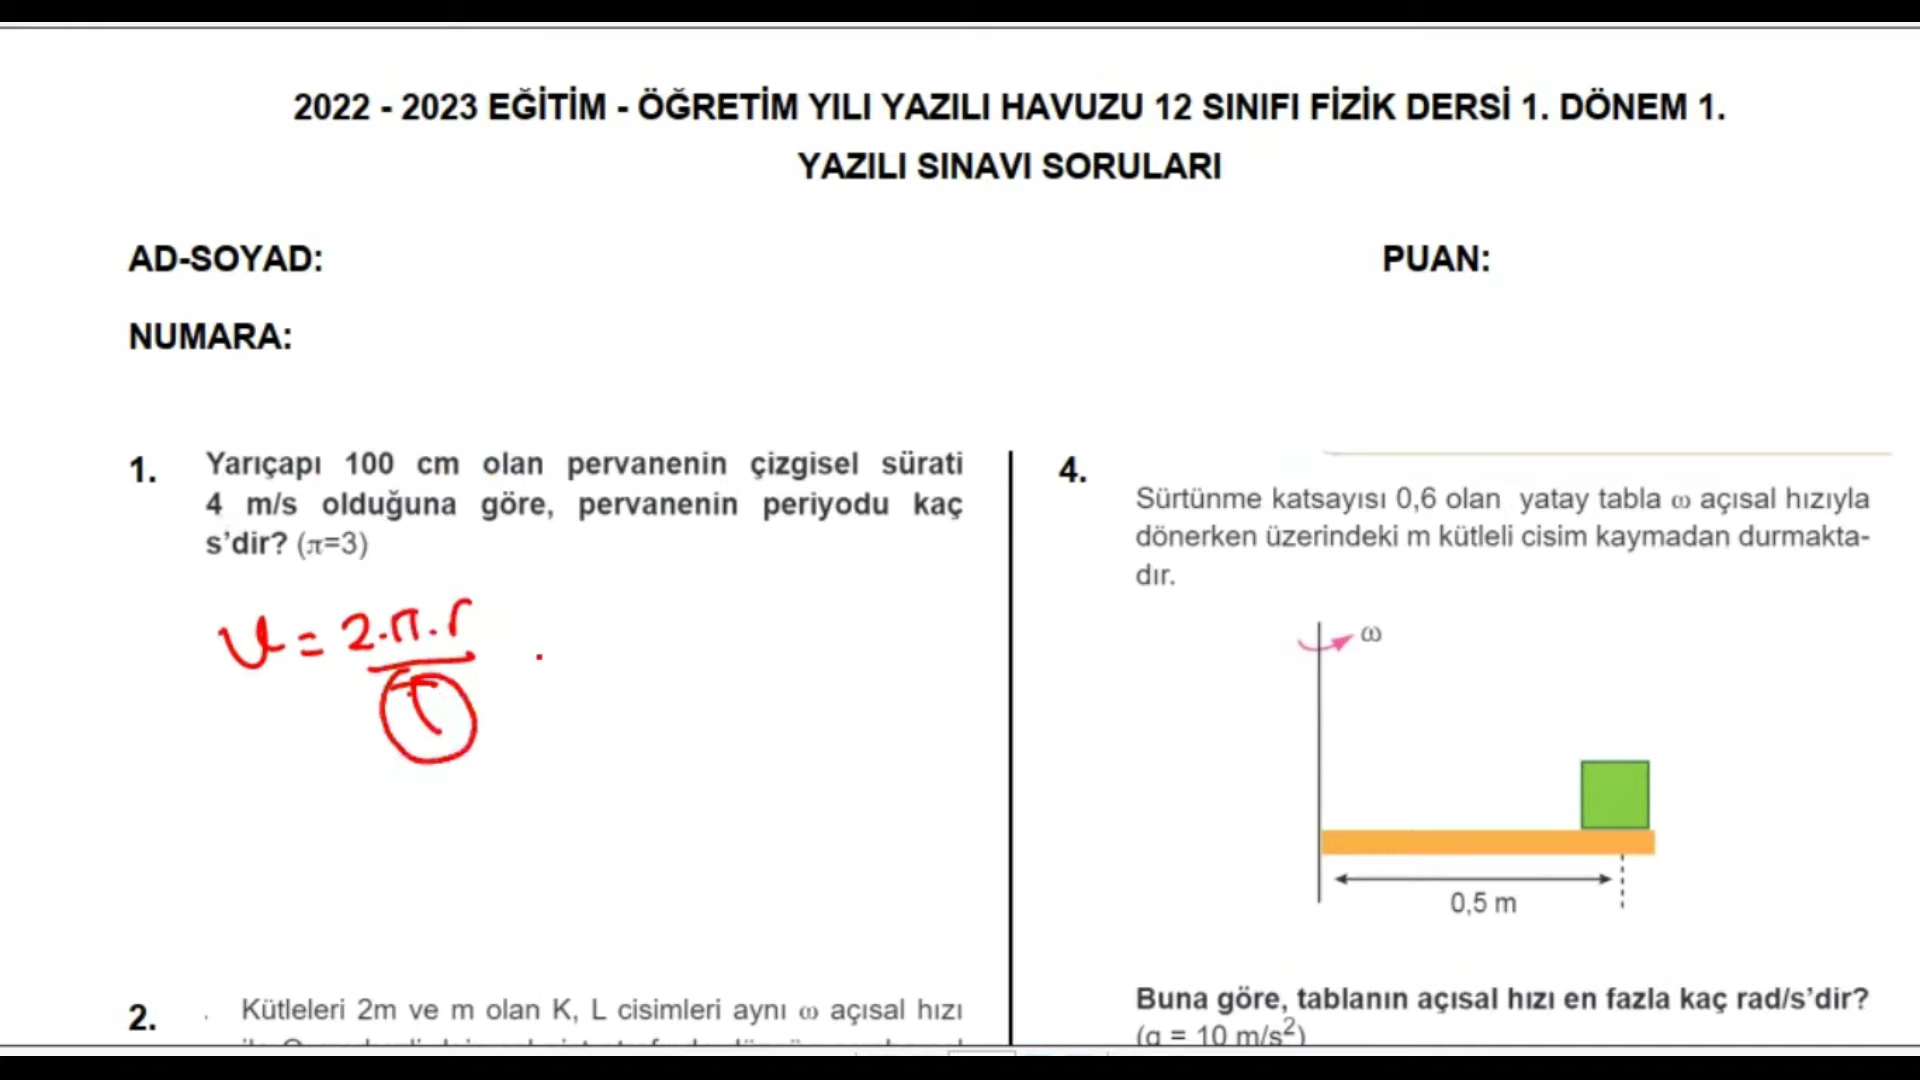 2022 - 2023 EĞİTİM - ÖĞRETİM YILI YAZILI HAVUZU 12 SINIFI FİZİK DERSİ 1. DÖNEM 1.
YAZILI SINAVI SORULARI
AD-SOYAD:
PUAN:
NUMARA:
1. Yarıçapı 100 cm olan pervanenin çizgisel sürati
4 m/s olduğuna göre, pervanenin periyodu kaç
s'dir? (π=3)
V = 2.π.r
T
2. Kütleleri 2m ve m olan K, L cisimleri aynı ω açısal hızı
4.
Sürtünme katsayısı 0,6 olan yatay tabla ω açısal hızıyla
dönerken üzerindeki m kütleli cisim kaymadan durmakta-
dır.
ω
0,5 m
Buna göre, tablanın açısal hızı en fazla kaç rad/s'dir?
(g = 10 m/s²)